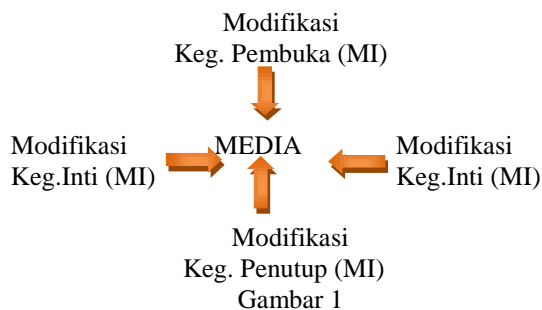 Modifikasi
Keg. Pembuka (MI)
Modifikasi
Keg.Inti (MI)
MEDIA
Modifikasi
Keg.Inti (MI)
Modifikasi
Keg. Penutup (MI)
Gambar 1